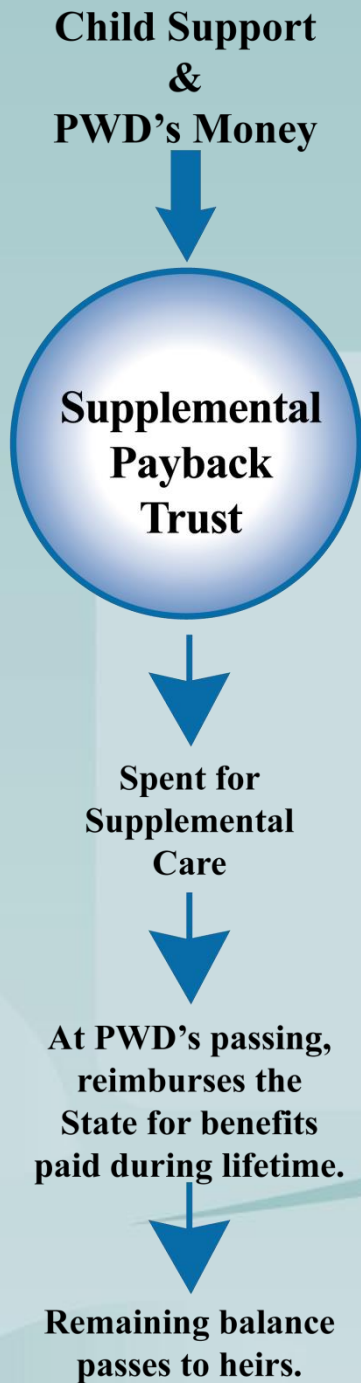 Child Support
&
PWD's Money
Supplemental
Payback
Trust
Spent for
Supplemental
Care
At PWD's passing,
reimburses the
State for benefits
paid during lifetime.
Remaining balance
passes to heirs.